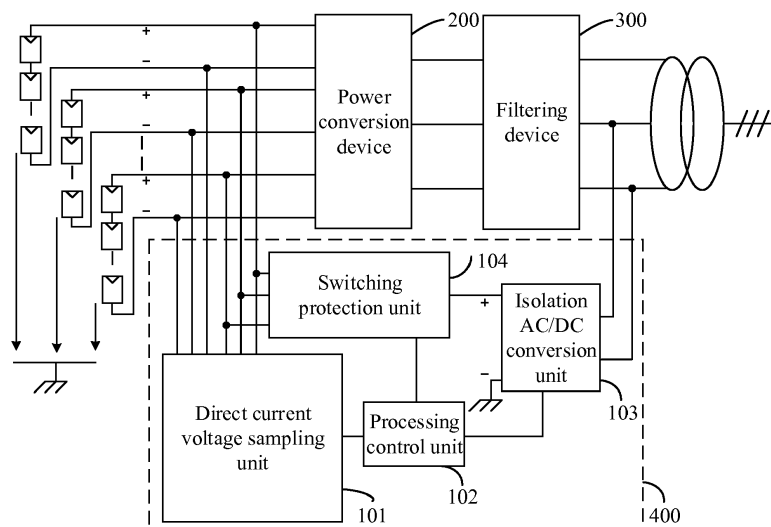 +
200
300
−
+
Power
conversion
device
Filtering
device
−
+
−
104
Switching
protection unit
+
Isolation
AC/DC
conversion
unit
−
103
Direct current
voltage sampling
unit
Processing
control unit
101
102
400